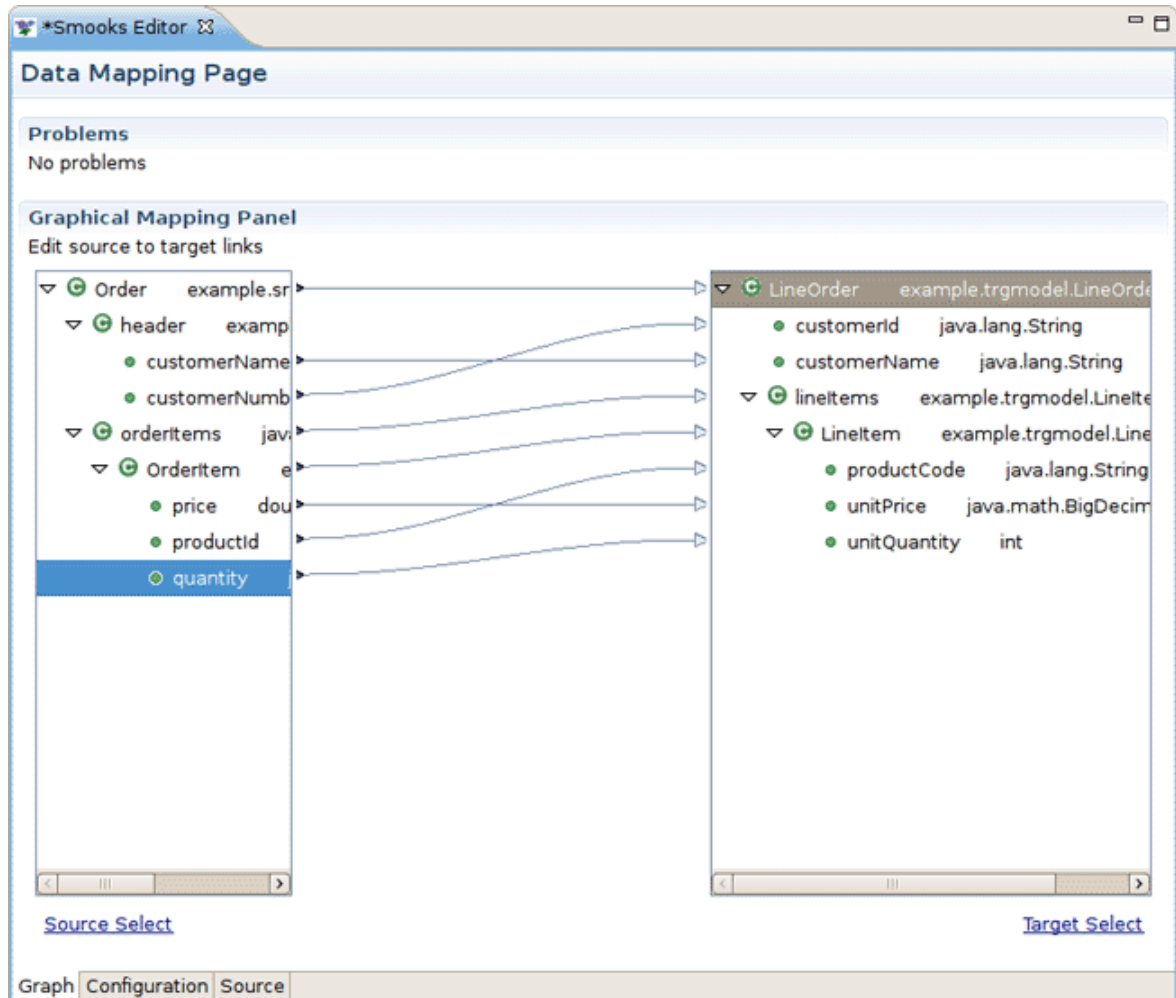 *Smooks Editor
Data Mapping Page
Problems
No problems
Graphical Mapping Panel
Edit source to target links
Order example.sr
header examp
customerName
customerNumb
orderItems jav
OrderItem e
price dou
productId
quantity j
LineOrder example.trgmodel.LineOrde
customerId java.lang.String
customerName java.lang.String
lineItems example.trgmodel.LineIte
LineItem example.trgmodel.Line
productCode java.lang.String
unitPrice java.math.BigDecim
unitQuantity int
Source Select
Target Select
Graph Configuration Source